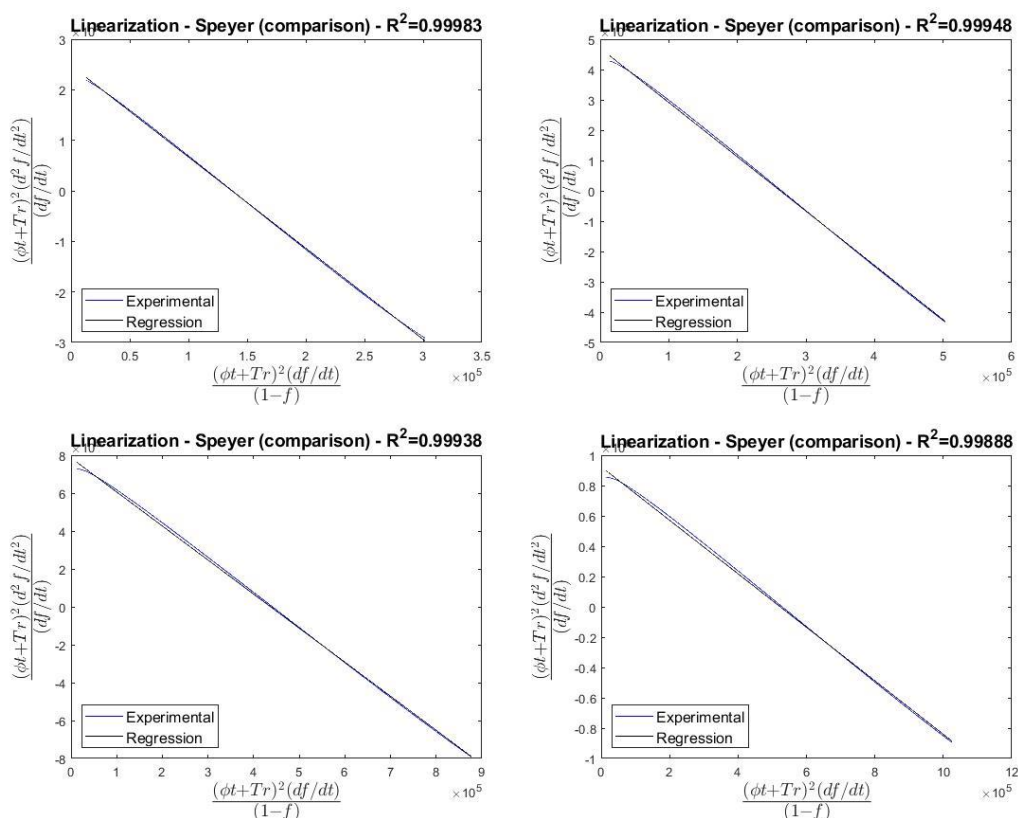 Linearization - Speyer (comparison) - R²=0.99983
3
2
1
0
-1
-2
-3
(ϕt+Tr)²(d²f/dt²)
(df/dt)
Experimental
Regression
0 0.5 1 1.5 2 2.5 3 3.5
×10⁵
(ϕt+Tr)²(df/dt)
(1−f)
Linearization - Speyer (comparison) - R²=0.99948
5
4
3
2
1
0
-1
-2
-3
-4
-5
(ϕt+Tr)²(d²f/dt²)
(df/dt)
Experimental
Regression
0 1 2 3 4 5 6
×10⁵
(ϕt+Tr)²(df/dt)
(1−f)
Linearization - Speyer (comparison) - R²=0.99938
8
6
4
2
0
-2
-4
-6
-8
(ϕt+Tr)²(d²f/dt²)
(df/dt)
Experimental
Regression
0 1 2 3 4 5 6 7 8 9
×10⁵
(ϕt+Tr)²(df/dt)
(1−f)
Linearization - Speyer (comparison) - R²=0.99888
1
0.8
0.6
0.4
0.2
0
-0.2
-0.4
-0.6
-0.8
-1
(ϕt+Tr)²(d²f/dt²)
(df/dt)
Experimental
Regression
0 2 4 6 8 10 12
×10⁵
(ϕt+Tr)²(df/dt)
(1−f)